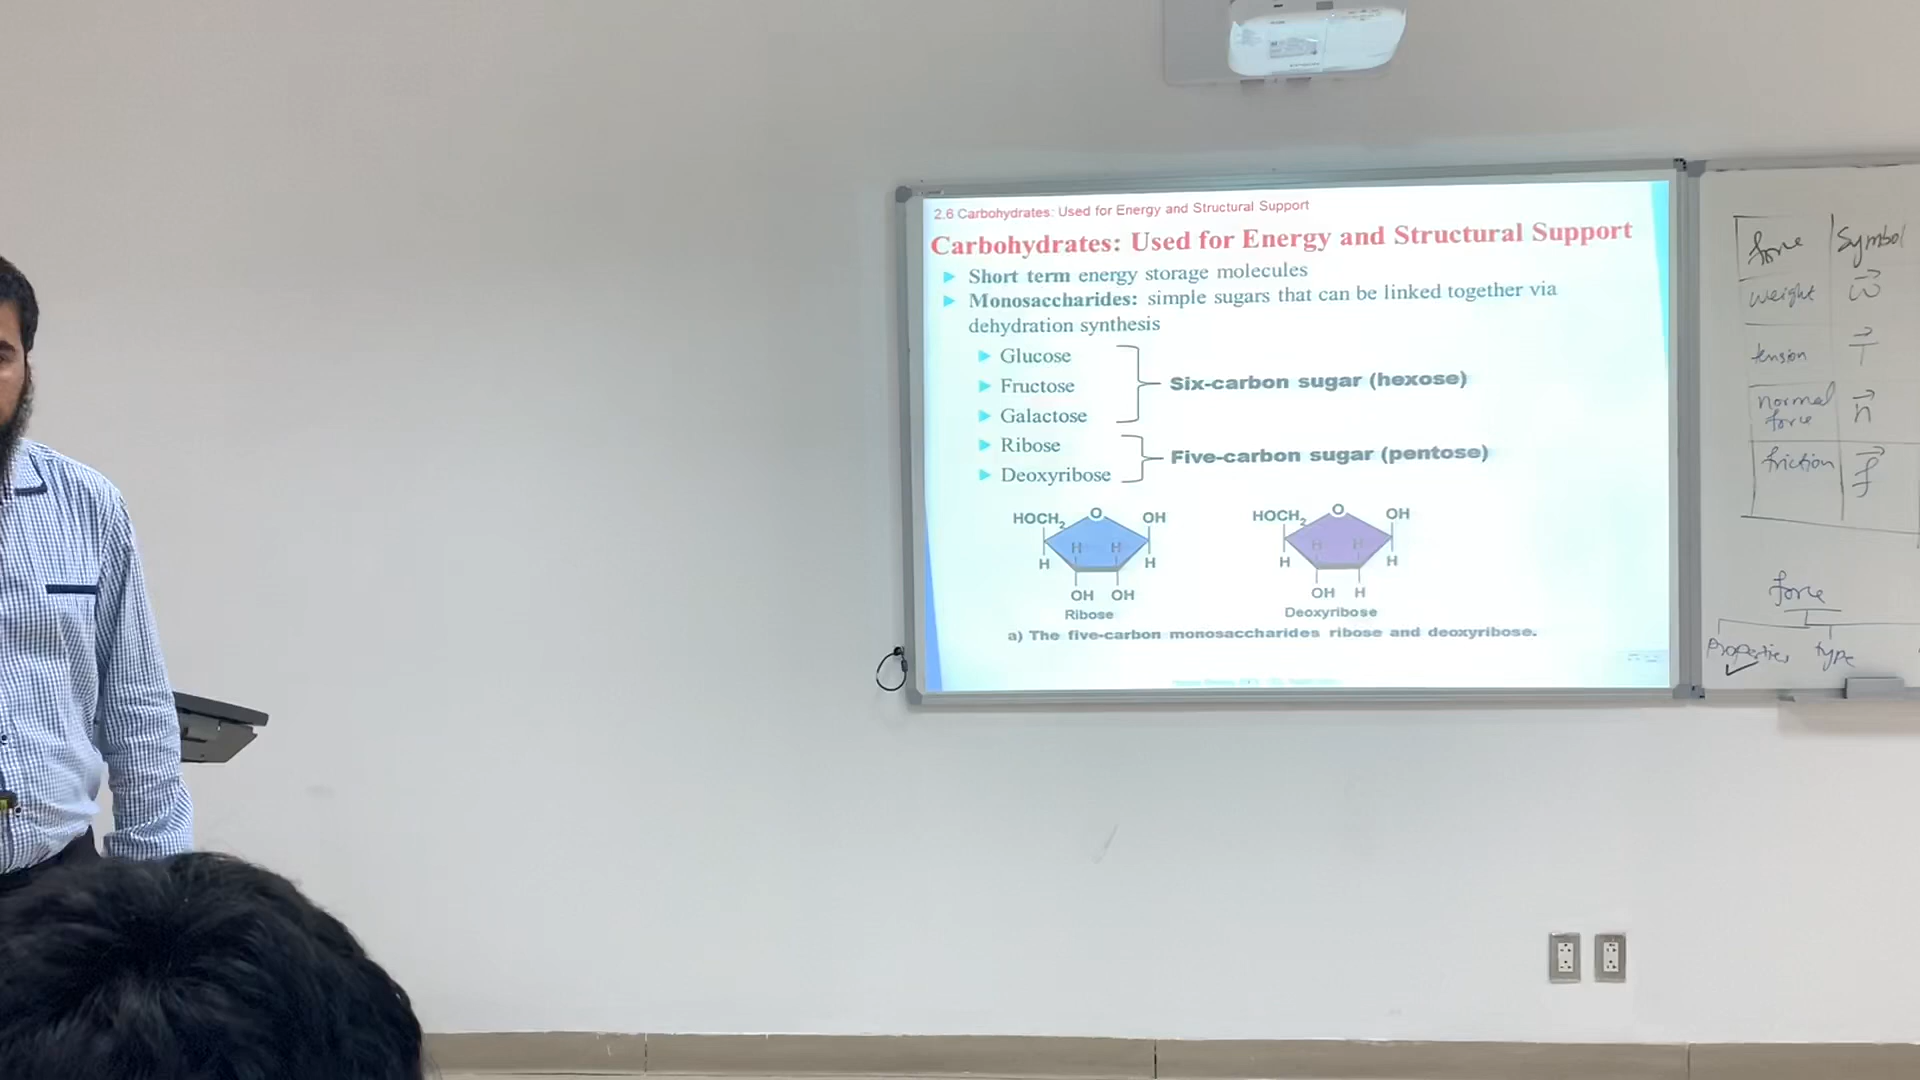 2.6 Carbohydrates: Used for Energy and Structural Support
Carbohydrates: Used for Energy and Structural Support
Short term energy storage molecules
Monosaccharides: simple sugars that can be linked together via
dehydration synthesis
Glucose
Fructose
Galactose
Six-carbon sugar (hexose)
Ribose
Deoxyribose
Five-carbon sugar (pentose)
HOCH2 O OH
H H H H
OH OH
Ribose
HOCH2 O OH
H H H H
OH H
Deoxyribose
a) The five-carbon monosaccharides ribose and deoxyribose.
force Symbol
weight w
tension T
normal force n
friction f
force
Properties type